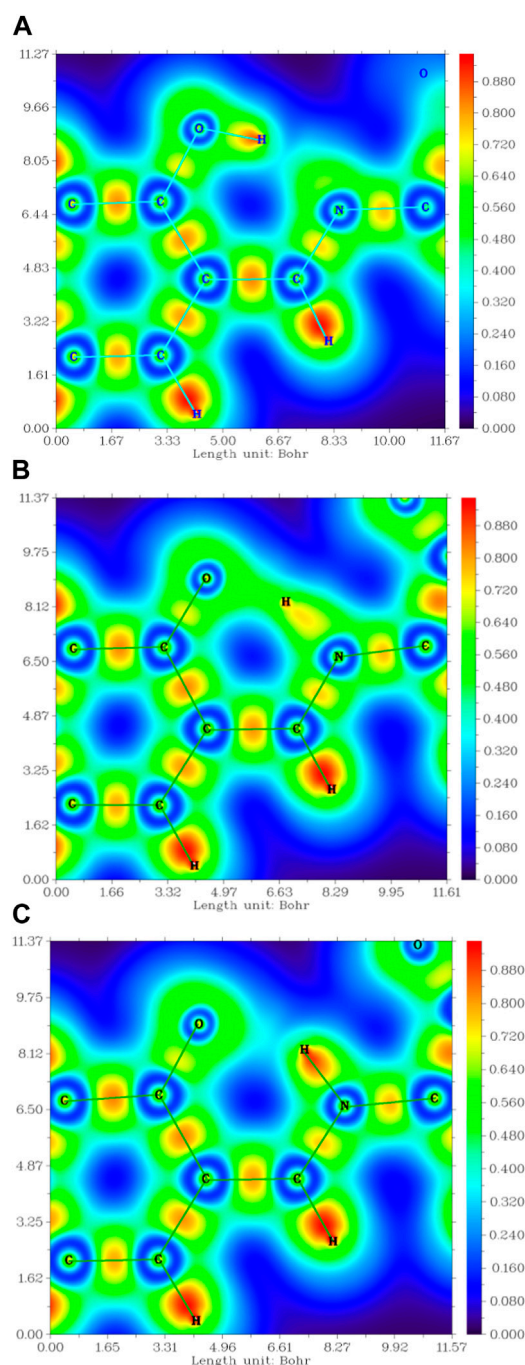 A
11.27
9.66
8.05
6.44
4.83
3.22
1.61
0.00
0.00 1.67 3.33 5.00 6.67 8.33 10.00 11.67
Length unit: Bohr
O
O H
C C N C
C C
C C H
H
0.880
0.800
0.720
0.640
0.560
0.480
0.400
0.320
0.240
0.160
0.080
0.000
B
11.37
9.75
8.12
6.50
4.87
3.25
1.62
0.00
0.00 1.66 3.32 4.97 6.63 8.29 9.95 11.61
Length unit: Bohr
O H
C C N C
C C
C C H
H
0.880
0.800
0.720
0.640
0.560
0.480
0.400
0.320
0.240
0.160
0.080
0.000
C
11.37
9.75
8.12
6.50
4.87
3.25
1.62
0.00
0.00 1.65 3.31 4.96 6.61 8.27 9.92 11.57
Length unit: Bohr
O
O H
C C N C
C C
C C H
H
0.880
0.800
0.720
0.640
0.560
0.480
0.400
0.320
0.240
0.160
0.080
0.000